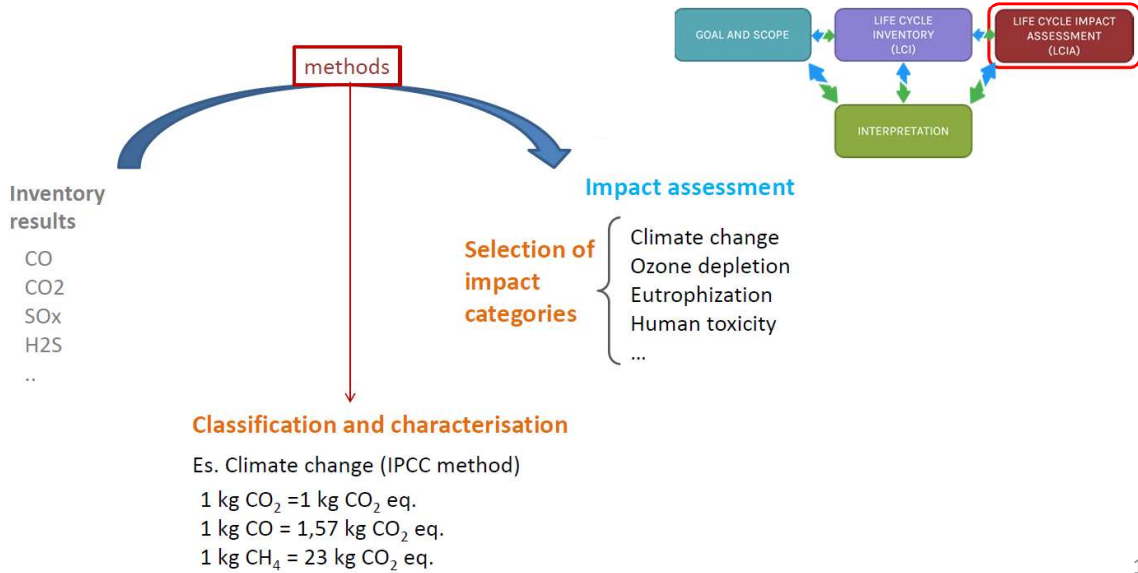 methods
GOAL AND SCOPE
LIFE CYCLE
INVENTORY
(LCI)
LIFE CYCLE IMPACT
ASSESSMENT
(LCIA)
INTERPRETATION
Inventory
results
CO
CO2
SOx
H2S
..
Impact assessment
Selection of
impact
categories
Climate change
Ozone depletion
Eutrophization
Human toxicity
...
Classification and characterisation
Es. Climate change (IPCC method)
1 kg CO₂ =1 kg CO₂ eq.
1 kg CO = 1,57 kg CO₂ eq.
1 kg CH₄ = 23 kg CO₂ eq.
1